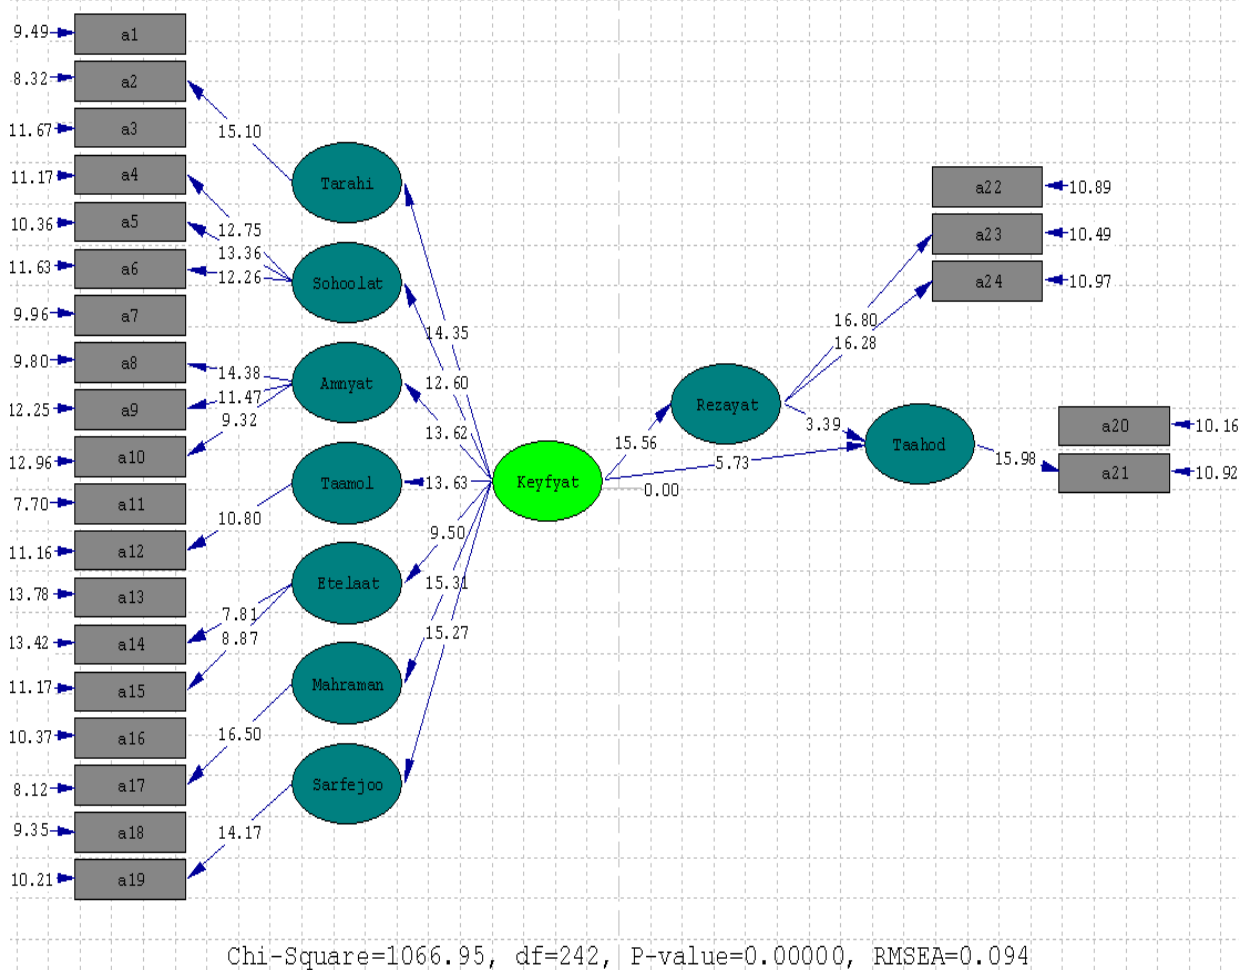 9.49 a1
8.32 a2
11.67 a3
15.10
11.17 a4
Tarahi
a22 10.89
10.36 a5
12.75
a23 10.49
13.36
11.63 a6
12.26
Sohoolat
a24 10.97
9.96 a7
16.80
14.35
16.28
9.80 a8
14.38
Amnyat
12.60
11.47
12.25 a9
9.32
Rezayat
3.39
a20 10.16
13.62
15.56
Taahod
12.96 a10
5.73
15.98
a21 10.92
Taamol
13.63
Keyfyat
0.00
7.70 a11
10.80
9.50
11.16 a12
Etelaat
15.31
13.78 a13
7.81
15.27
13.42 a14
8.87
11.17 a15
Mahraman
10.37 a16
16.50
8.12 a17
Sarfejoo
9.35 a18
14.17
10.21 a19
Chi-Square=1066.95, df=242, P-value=0.00000, RMSEA=0.094